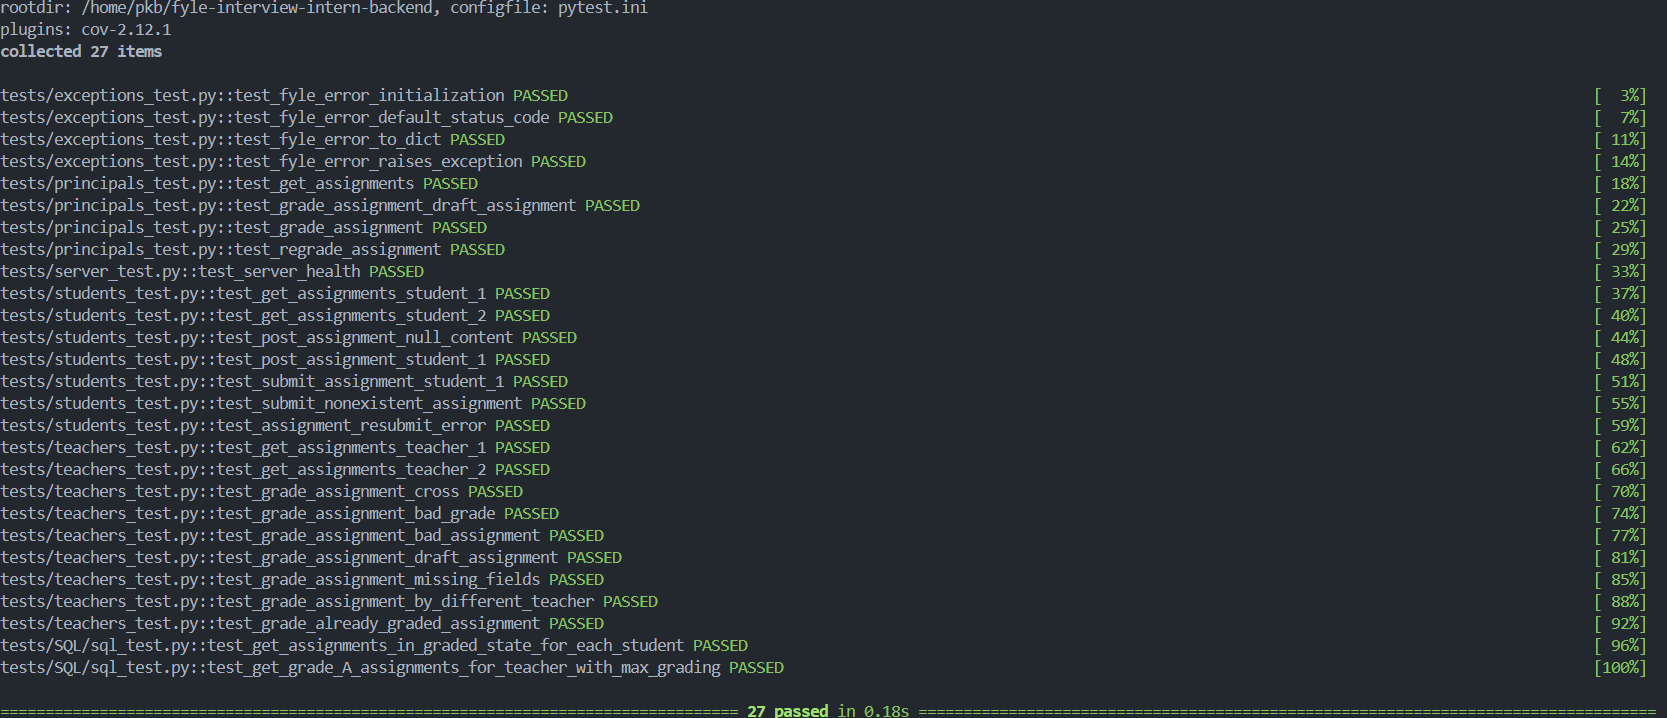 rootdir: /home/pkb/fyle-interview-intern-backend, configfile: pytest.ini
plugins: cov-2.12.1
collected 27 items
tests/exceptions_test.py::test_fyle_error_initialization PASSED [  3%]
tests/exceptions_test.py::test_fyle_error_default_status_code PASSED [  7%]
tests/exceptions_test.py::test_fyle_error_to_dict PASSED [ 11%]
tests/exceptions_test.py::test_fyle_error_raises_exception PASSED [ 14%]
tests/principals_test.py::test_get_assignments PASSED [ 18%]
tests/principals_test.py::test_grade_assignment_draft_assignment PASSED [ 22%]
tests/principals_test.py::test_grade_assignment PASSED [ 25%]
tests/principals_test.py::test_regrade_assignment PASSED [ 29%]
tests/server_test.py::test_server_health PASSED [ 33%]
tests/students_test.py::test_get_assignments_student_1 PASSED [ 37%]
tests/students_test.py::test_get_assignments_student_2 PASSED [ 40%]
tests/students_test.py::test_post_assignment_null_content PASSED [ 44%]
tests/students_test.py::test_post_assignment_student_1 PASSED [ 48%]
tests/students_test.py::test_submit_assignment_student_1 PASSED [ 51%]
tests/students_test.py::test_submit_nonexistent_assignment PASSED [ 55%]
tests/students_test.py::test_assignment_resubmit_error PASSED [ 59%]
tests/teachers_test.py::test_get_assignments_teacher_1 PASSED [ 62%]
tests/teachers_test.py::test_get_assignments_teacher_2 PASSED [ 66%]
tests/teachers_test.py::test_grade_assignment_cross PASSED [ 70%]
tests/teachers_test.py::test_grade_assignment_bad_grade PASSED [ 74%]
tests/teachers_test.py::test_grade_assignment_bad_assignment PASSED [ 77%]
tests/teachers_test.py::test_grade_assignment_draft_assignment PASSED [ 81%]
tests/teachers_test.py::test_grade_assignment_missing_fields PASSED [ 85%]
tests/teachers_test.py::test_grade_assignment_by_different_teacher PASSED [ 88%]
tests/teachers_test.py::test_grade_already_graded_assignment PASSED [ 92%]
tests/SQL/sql_test.py::test_get_assignments_in_graded_state_for_each_student PASSED [ 96%]
tests/SQL/sql_test.py::test_get_grade_A_assignments_for_teacher_with_max_grading PASSED [100%]
================================================================================== 27 passed in 0.18s ==================================================================================